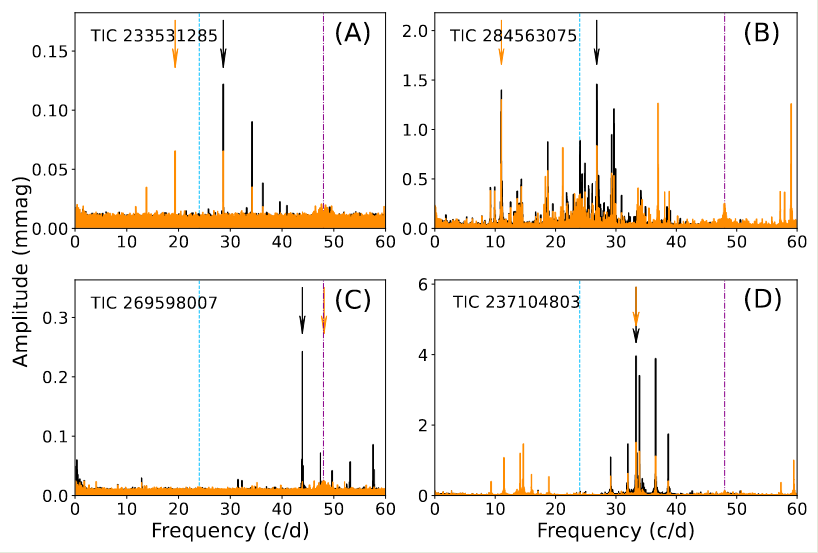 TIC 233531285 (A)
0.15
0.10
0.05
0.00
0 10 20 30 40 50 60
TIC 284563075 (B)
2.0
1.5
1.0
0.5
0.0
0 10 20 30 40 50 60
Amplitude (mmag)
TIC 269598007 (C)
0.3
0.2
0.1
0.0
0 10 20 30 40 50 60
Frequency (c/d)
TIC 237104803 (D)
6
4
2
0
0 10 20 30 40 50 60
Frequency (c/d)